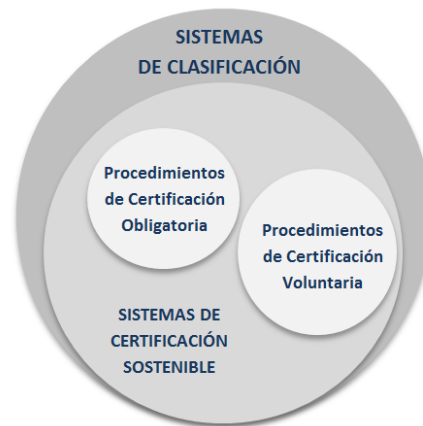 SISTEMAS
DE CLASIFICACIÓN
Procedimientos
de Certificación
Obligatoria
Procedimientos
de Certificación
Voluntaria
SISTEMAS DE
CERTIFICACIÓN
SOSTENIBLE